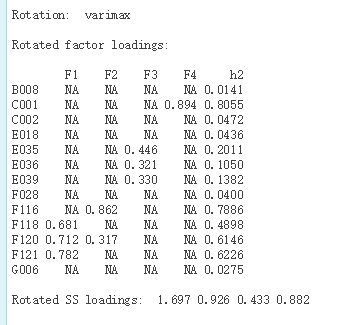 Rotation: varimax
Rotated factor loadings:
F1 F2 F3 F4 h2
B008 NA NA NA NA 0.0141
C001 NA NA NA 0.894 0.8055
C002 NA NA NA NA 0.0472
E018 NA NA NA NA 0.0436
E035 NA NA 0.446 NA 0.2011
E036 NA NA 0.321 NA 0.1050
E039 NA NA 0.330 NA 0.1382
F028 NA NA NA NA 0.0400
F116 NA 0.862 NA NA 0.7886
F118 0.681 NA NA NA 0.4898
F120 0.712 0.317 NA NA 0.6146
F121 0.782 NA NA NA 0.6226
G006 NA NA NA NA 0.0275
Rotated SS loadings: 1.697 0.926 0.433 0.882